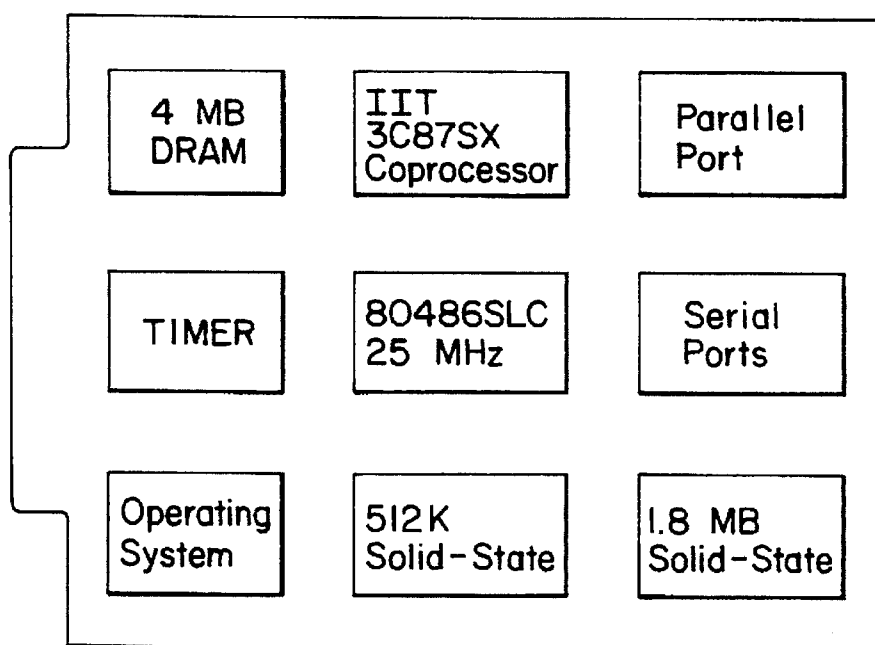 4 MB
DRAM
IIT
3C87SX
Coprocessor
Parallel
Port
TIMER
80486SLC
25 MHz
Serial
Ports
Operating
System
512K
Solid-State
1.8 MB
Solid-State